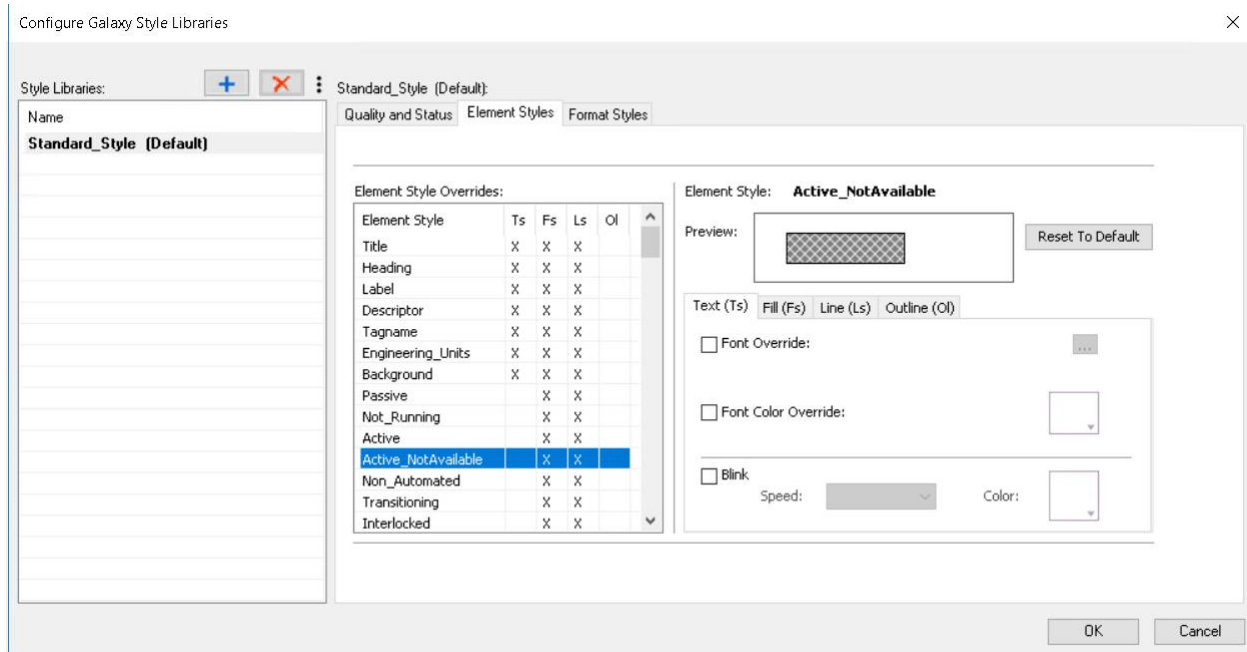 Configure Galaxy Style Libraries
Style Libraries:
Name
Standard_Style (Default)
Standard_Style (Default):
Quality and Status Element Styles Format Styles
Element Style Overrides:
Element Style Ts Fs Ls Ol
Title X X X
Heading X X X
Label X X X
Descriptor X X X
Tagname X X X
Engineering_Units X X X
Background X X X
Passive X X
Not_Running X X
Active X X
Active_NotAvailable X X
Non_Automated X X
Transitioning X X
Interlocked X X
Element Style: Active_NotAvailable
Preview:
Reset To Default
Text (Ts) Fill (Fs) Line (Ls) Outline (Ol)
Font Override:
...
Font Color Override:
Blink
Speed: Color:
OK Cancel